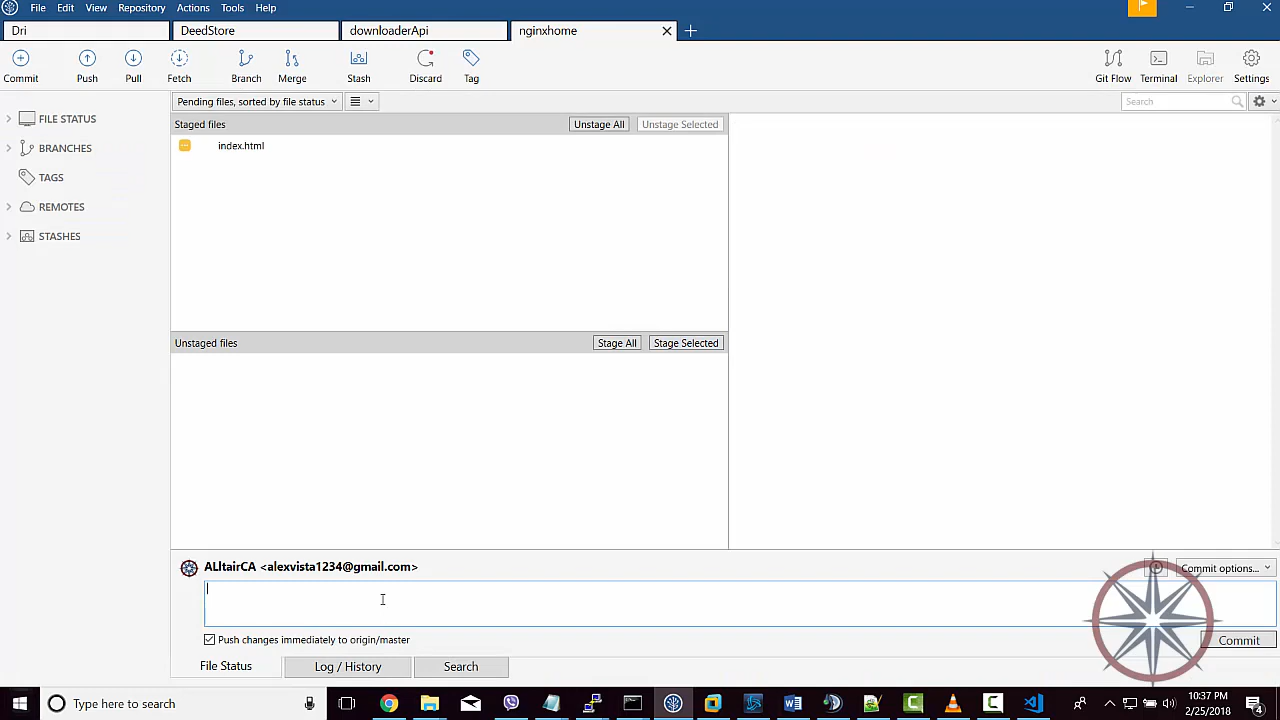 File Edit View Repository Actions Tools Help
Dri DeedStore downloaderApi nginxhome
Commit Push Pull Fetch Branch Merge Stash Discard Tag Git Flow Terminal Explorer Settings
Pending files, sorted by file status Search
FILE STATUS
BRANCHES
TAGS
REMOTES
STASHES
Staged files Unstage All Unstage Selected
index.html
Unstaged files Stage All Stage Selected
ALItairCA <alexvista1234@gmail.com> Commit options...
Push changes immediately to origin/master Commit
File Status Log / History Search
Type here to search
10:37 PM
2/25/2018
4